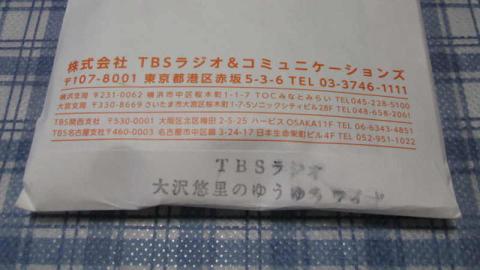 株式会社 TBSラジオ&コミュニケーションズ
〒107-8001 東京都港区赤坂5-3-6 TEL 03-3746-1111
横浜支局 〒231-0062 横浜市中区桜木町1-1-7 TOCみなとみらい TEL045-228-5100
大宮支局 〒330-8669 さいたま市大宮区桜木町1-7-5ソニックシティビル28F TEL048-658-2061
TBS関西支社 〒530-0001 大阪区北区梅田2-5-25 ハービスOSAKA11F TEL 06-6343-4851
TBS名古屋支社 〒460-0003 名古屋市中区錦3-24-17日本生命栄町ビル4F TEL 052-951-1022
TBSラジオ
大沢悠里のゆうゆうワイド